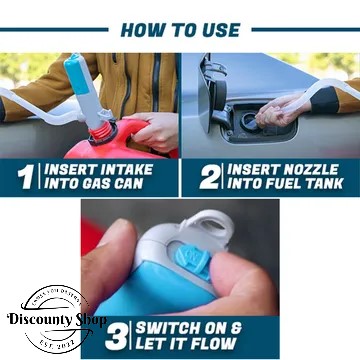 HOW TO USE
1 INSERT INTAKE
INTO GAS CAN
2 INSERT NOZZLE
INTO FUEL TANK
Discounty Shop
EST. 2022
3 SWITCH ON &
LET IT FLOW